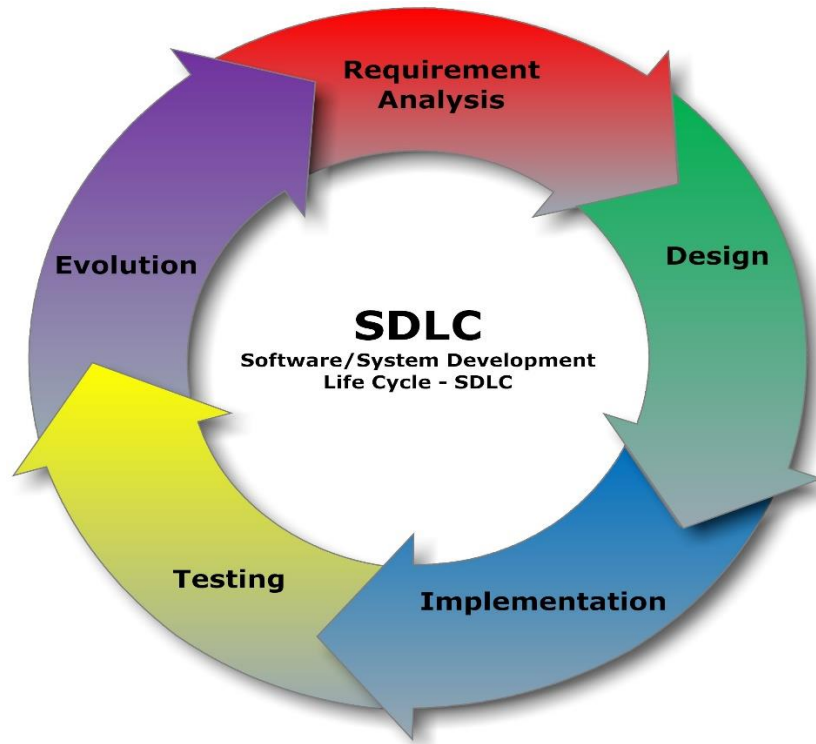 Requirement
Analysis
Design
Implementation
Testing
Evolution
SDLC
Software/System Development
Life Cycle - SDLC